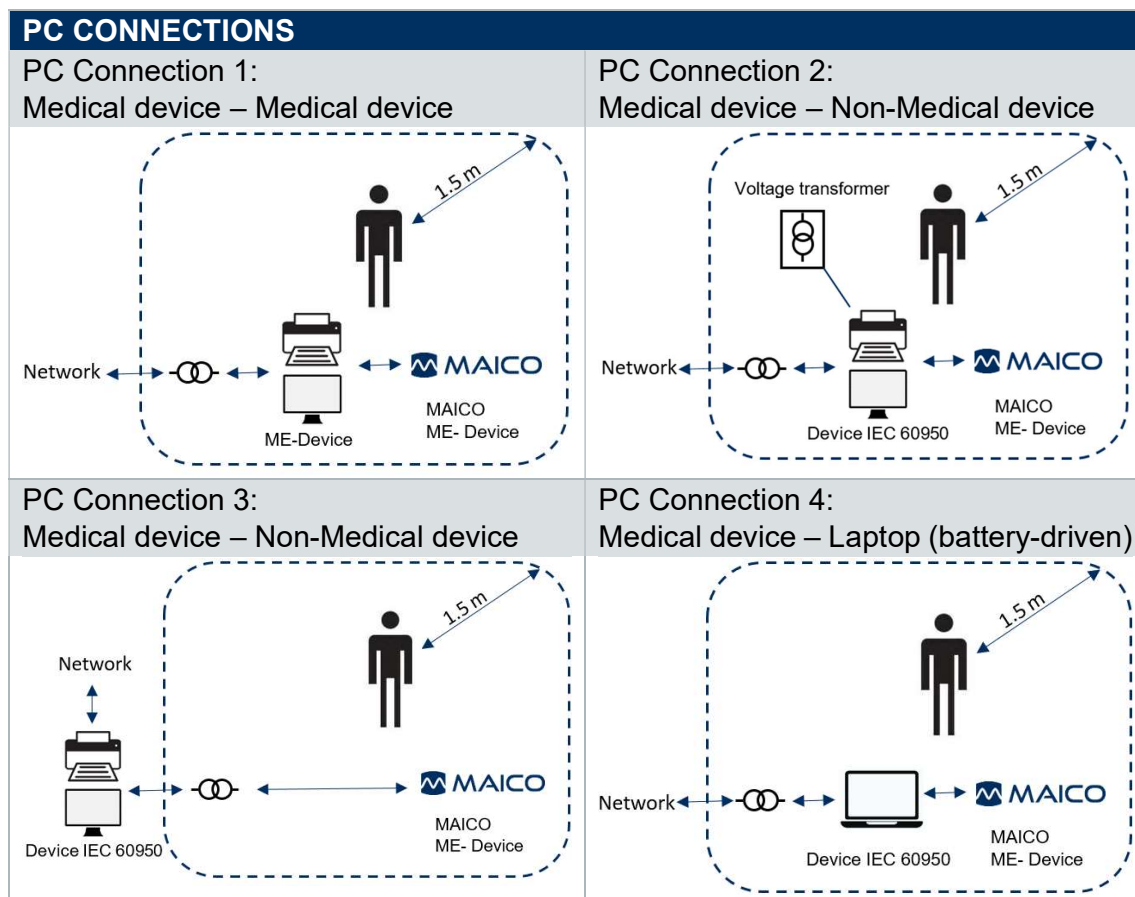 PC CONNECTIONS
PC Connection 1:
Medical device – Medical device
1.5 m
Network
MAICO
MAICO
ME- Device
ME-Device
PC Connection 2:
Medical device – Non-Medical device
Voltage transformer
1.5 m
Network
MAICO
MAICO
ME- Device
Device IEC 60950
PC Connection 3:
Medical device – Non-Medical device
1.5 m
Network
MAICO
MAICO
ME- Device
Device IEC 60950
PC Connection 4:
Medical device – Laptop (battery-driven)
1.5 m
Network
MAICO
MAICO
ME- Device
Device IEC 60950